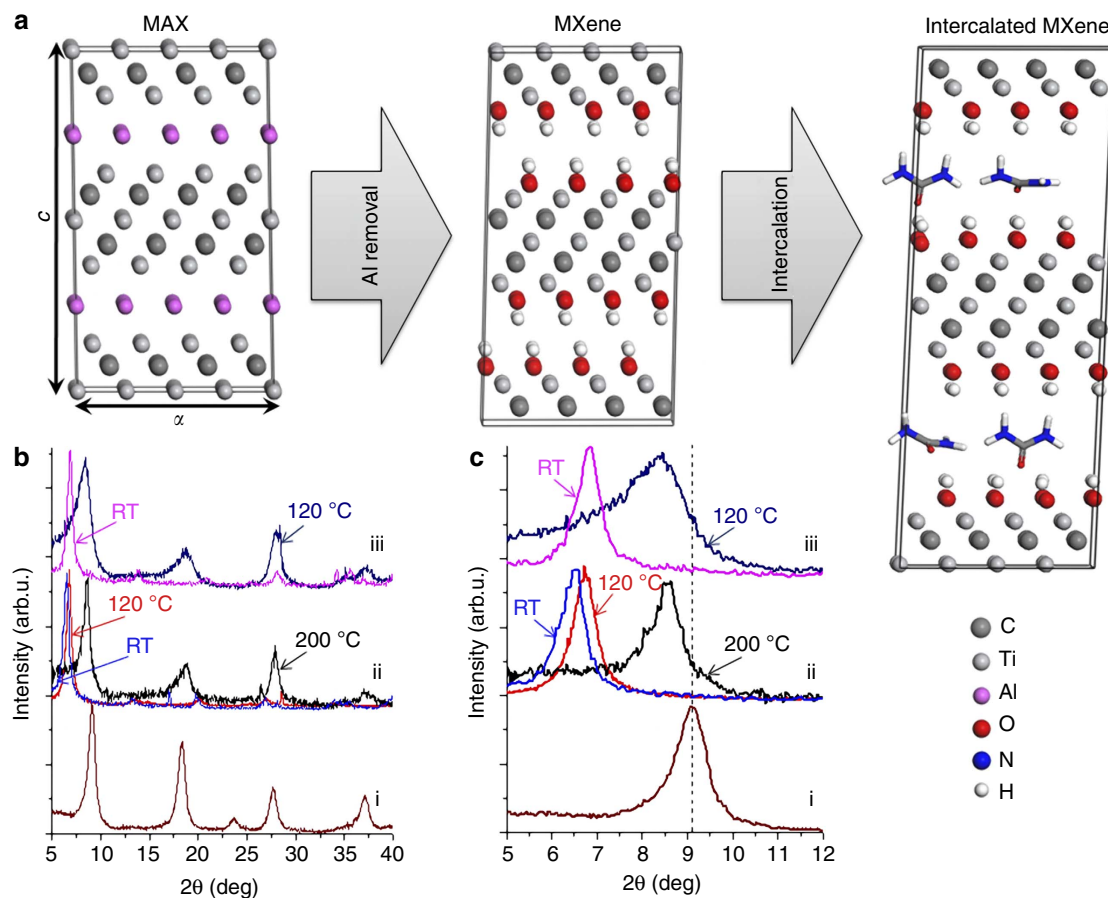 a
MAX
MXene
Intercalated MXene
c
Al removal
Intercalation
α
b
RT
120 °C
iii
120 °C
RT
200 °C
ii
i
Intensity (arb.u.)
5 10 15 20 25 30 35 40
2θ (deg)
c
RT
120 °C
iii
RT
120 °C
200 °C
ii
i
Intensity (arb.u.)
5 6 7 8 9 10 11 12
2θ (deg)
C
Ti
Al
O
N
H